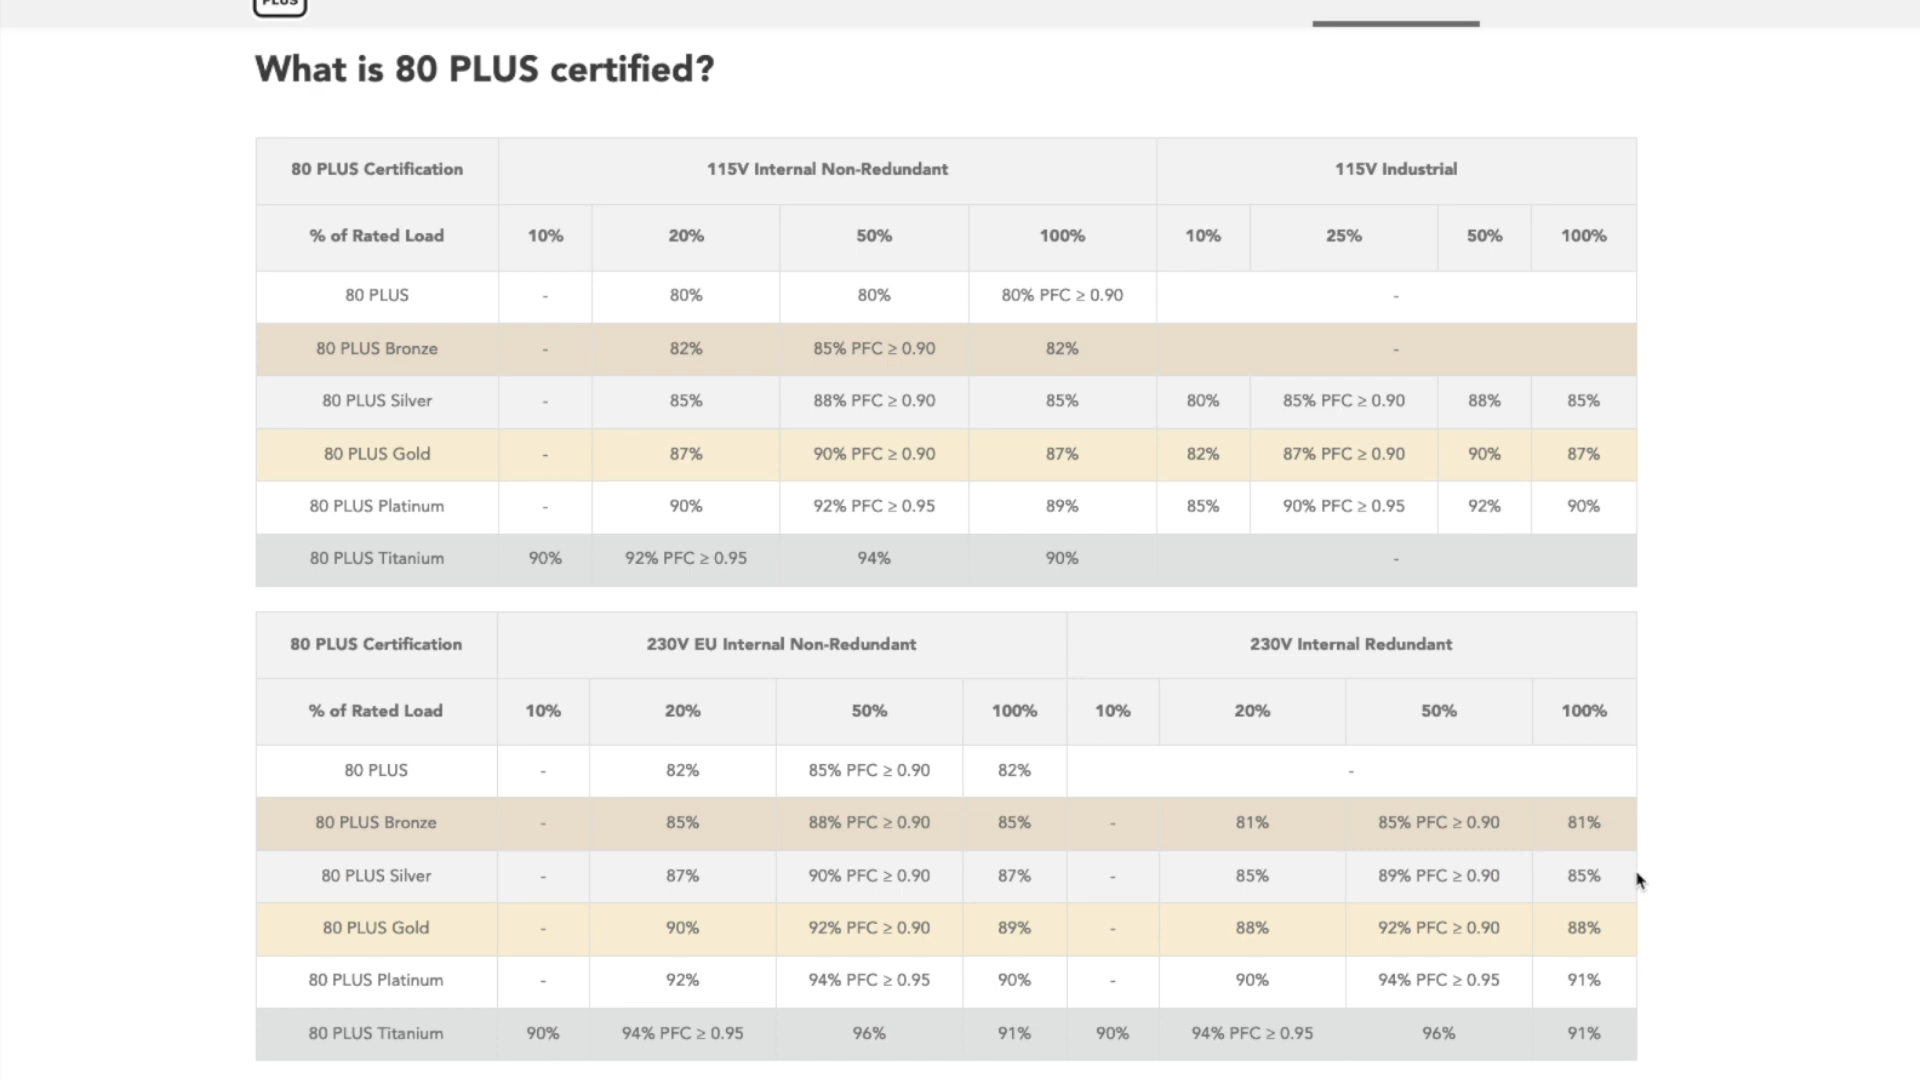 PLUS
What is 80 PLUS certified?
80 PLUS Certification 115V Internal Non-Redundant 115V Industrial
% of Rated Load 10% 20% 50% 100% 10% 25% 50% 100%
80 PLUS - 80% 80% 80% PFC ≥ 0.90 -
80 PLUS Bronze - 82% 85% PFC ≥ 0.90 82% -
80 PLUS Silver - 85% 88% PFC ≥ 0.90 85% 80% 85% PFC ≥ 0.90 88% 85%
80 PLUS Gold - 87% 90% PFC ≥ 0.90 87% 82% 87% PFC ≥ 0.90 90% 87%
80 PLUS Platinum - 90% 92% PFC ≥ 0.95 89% 85% 90% PFC ≥ 0.95 92% 90%
80 PLUS Titanium 90% 92% PFC ≥ 0.95 94% 90% -
80 PLUS Certification 230V EU Internal Non-Redundant 230V Internal Redundant
% of Rated Load 10% 20% 50% 100% 10% 20% 50% 100%
80 PLUS - 82% 85% PFC ≥ 0.90 82% -
80 PLUS Bronze - 85% 88% PFC ≥ 0.90 85% - 81% 85% PFC ≥ 0.90 81%
80 PLUS Silver - 87% 90% PFC ≥ 0.90 87% - 85% 89% PFC ≥ 0.90 85%
80 PLUS Gold - 90% 92% PFC ≥ 0.90 89% - 88% 92% PFC ≥ 0.90 88%
80 PLUS Platinum - 92% 94% PFC ≥ 0.95 90% - 90% 94% PFC ≥ 0.95 91%
80 PLUS Titanium 90% 94% PFC ≥ 0.95 96% 91% 90% 94% PFC ≥ 0.95 96% 91%